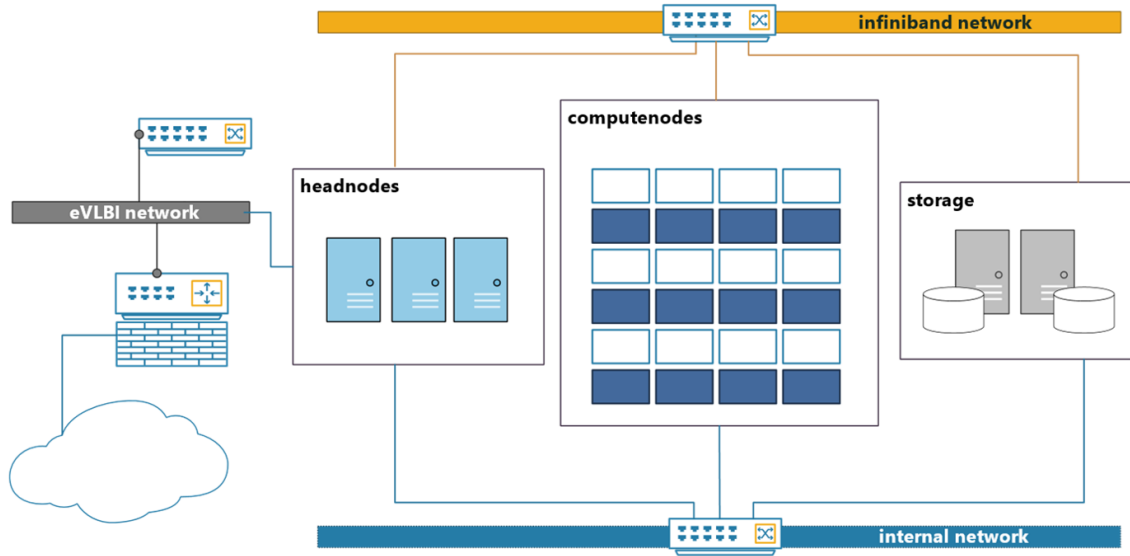 infiniband network
computenodes
headnodes
storage
eVLBI network
internal network